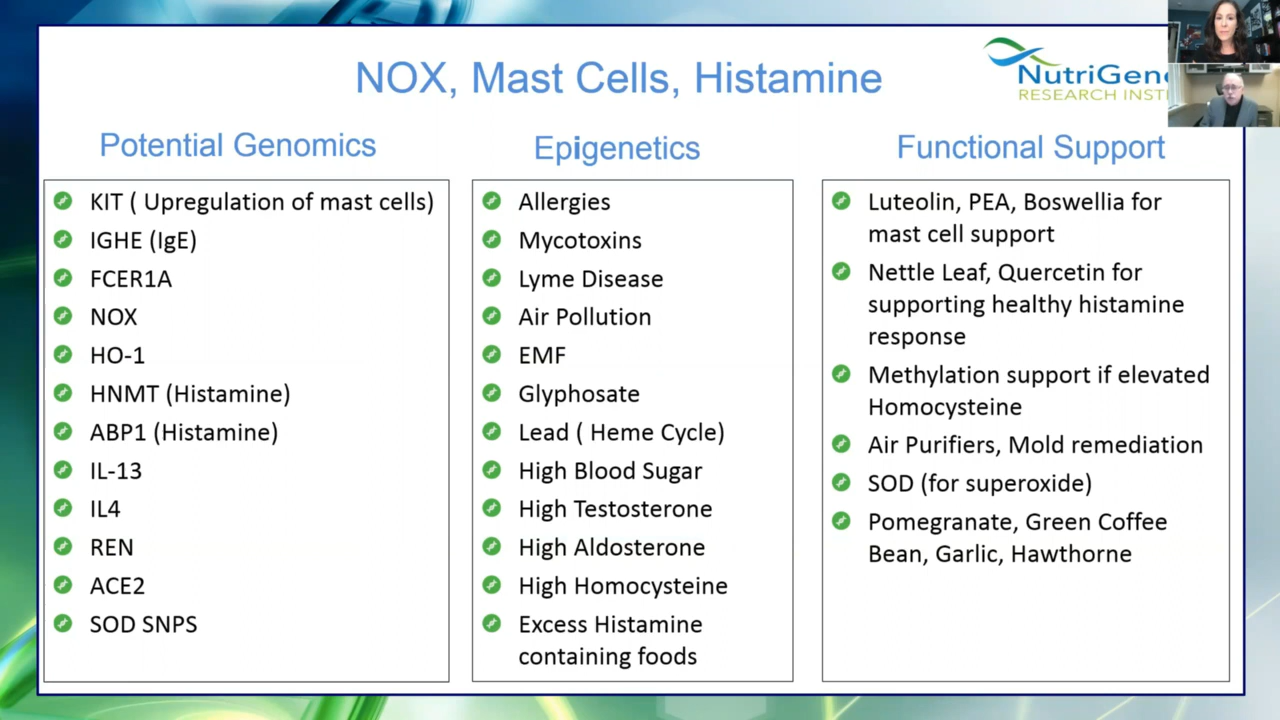 NOX, Mast Cells, Histamine
NutriGene
RESEARCH INSTI
Potential Genomics
KIT ( Upregulation of mast cells)
IGHE (IgE)
FCER1A
NOX
HO-1
HNMT (Histamine)
ABP1 (Histamine)
IL-13
IL4
REN
ACE2
SOD SNPS
Epigenetics
Allergies
Mycotoxins
Lyme Disease
Air Pollution
EMF
Glyphosate
Lead ( Heme Cycle)
High Blood Sugar
High Testosterone
High Aldosterone
High Homocysteine
Excess Histamine
containing foods
Functional Support
Luteolin, PEA, Boswellia for
mast cell support
Nettle Leaf, Quercetin for
supporting healthy histamine
response
Methylation support if elevated
Homocysteine
Air Purifiers, Mold remediation
SOD (for superoxide)
Pomegranate, Green Coffee
Bean, Garlic, Hawthorne